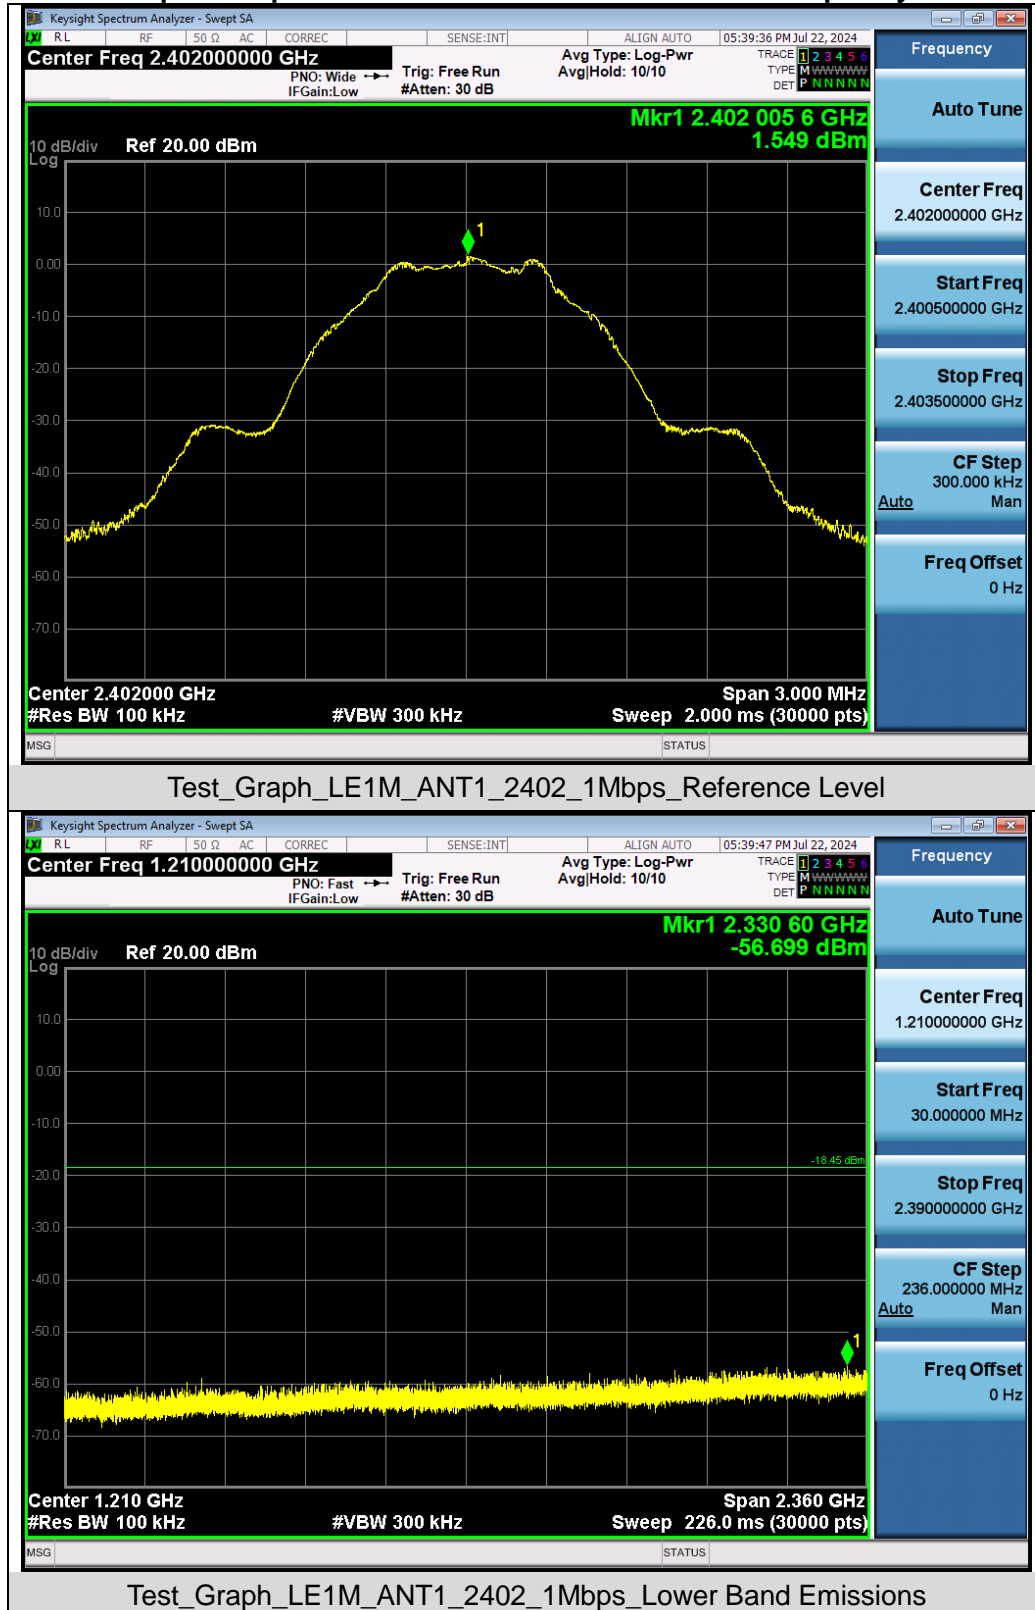 Keysight Spectrum Analyzer - Swept SA
LXI RL RF 50 Ω AC CORREC SENSE:INT ALIGN AUTO 05:39:36 PM Jul 22, 2024
Center Freq 2.402000000 GHz
PNO: Wide
IFGain:Low
Trig: Free Run
#Atten: 30 dB
Avg Type: Log-Pwr
Avg|Hold: 10/10
TRACE 1 2 3 4 5 6
TYPE M WWWWW
DET P N N N N N
Mkr1 2.402 005 6 GHz
1.549 dBm
10 dB/div Ref 20.00 dBm
Log
10.0
0.00
-10.0
-20.0
-30.0
-40.0
-50.0
-60.0
-70.0
1
Center 2.402000 GHz Span 3.000 MHz
#Res BW 100 kHz #VBW 300 kHz Sweep 2.000 ms (30000 pts)
MSG STATUS
Frequency
Auto Tune
Center Freq
2.402000000 GHz
Start Freq
2.400500000 GHz
Stop Freq
2.403500000 GHz
CF Step
300.000 kHz
Auto Man
Freq Offset
0 Hz
Test_Graph_LE1M_ANT1_2402_1Mbps_Reference Level
Keysight Spectrum Analyzer - Swept SA
LXI RL RF 50 Ω AC CORREC SENSE:INT ALIGN AUTO 05:39:47 PM Jul 22, 2024
Center Freq 1.210000000 GHz
PNO: Fast
IFGain:Low
Trig: Free Run
#Atten: 30 dB
Avg Type: Log-Pwr
Avg|Hold: 10/10
TRACE 1 2 3 4 5 6
TYPE M WWWWW
DET P N N N N N
Mkr1 2.330 60 GHz
-56.699 dBm
10 dB/div Ref 20.00 dBm
Log
10.0
0.00
-10.0
-20.0
-30.0
-40.0
-50.0
-60.0
-70.0
-18.45 dBm
1
Center 1.210 GHz Span 2.360 GHz
#Res BW 100 kHz #VBW 300 kHz Sweep 226.0 ms (30000 pts)
MSG STATUS
Frequency
Auto Tune
Center Freq
1.210000000 GHz
Start Freq
30.000000 MHz
Stop Freq
2.390000000 GHz
CF Step
236.000000 MHz
Auto Man
Freq Offset
0 Hz
Test_Graph_LE1M_ANT1_2402_1Mbps_Lower Band Emissions